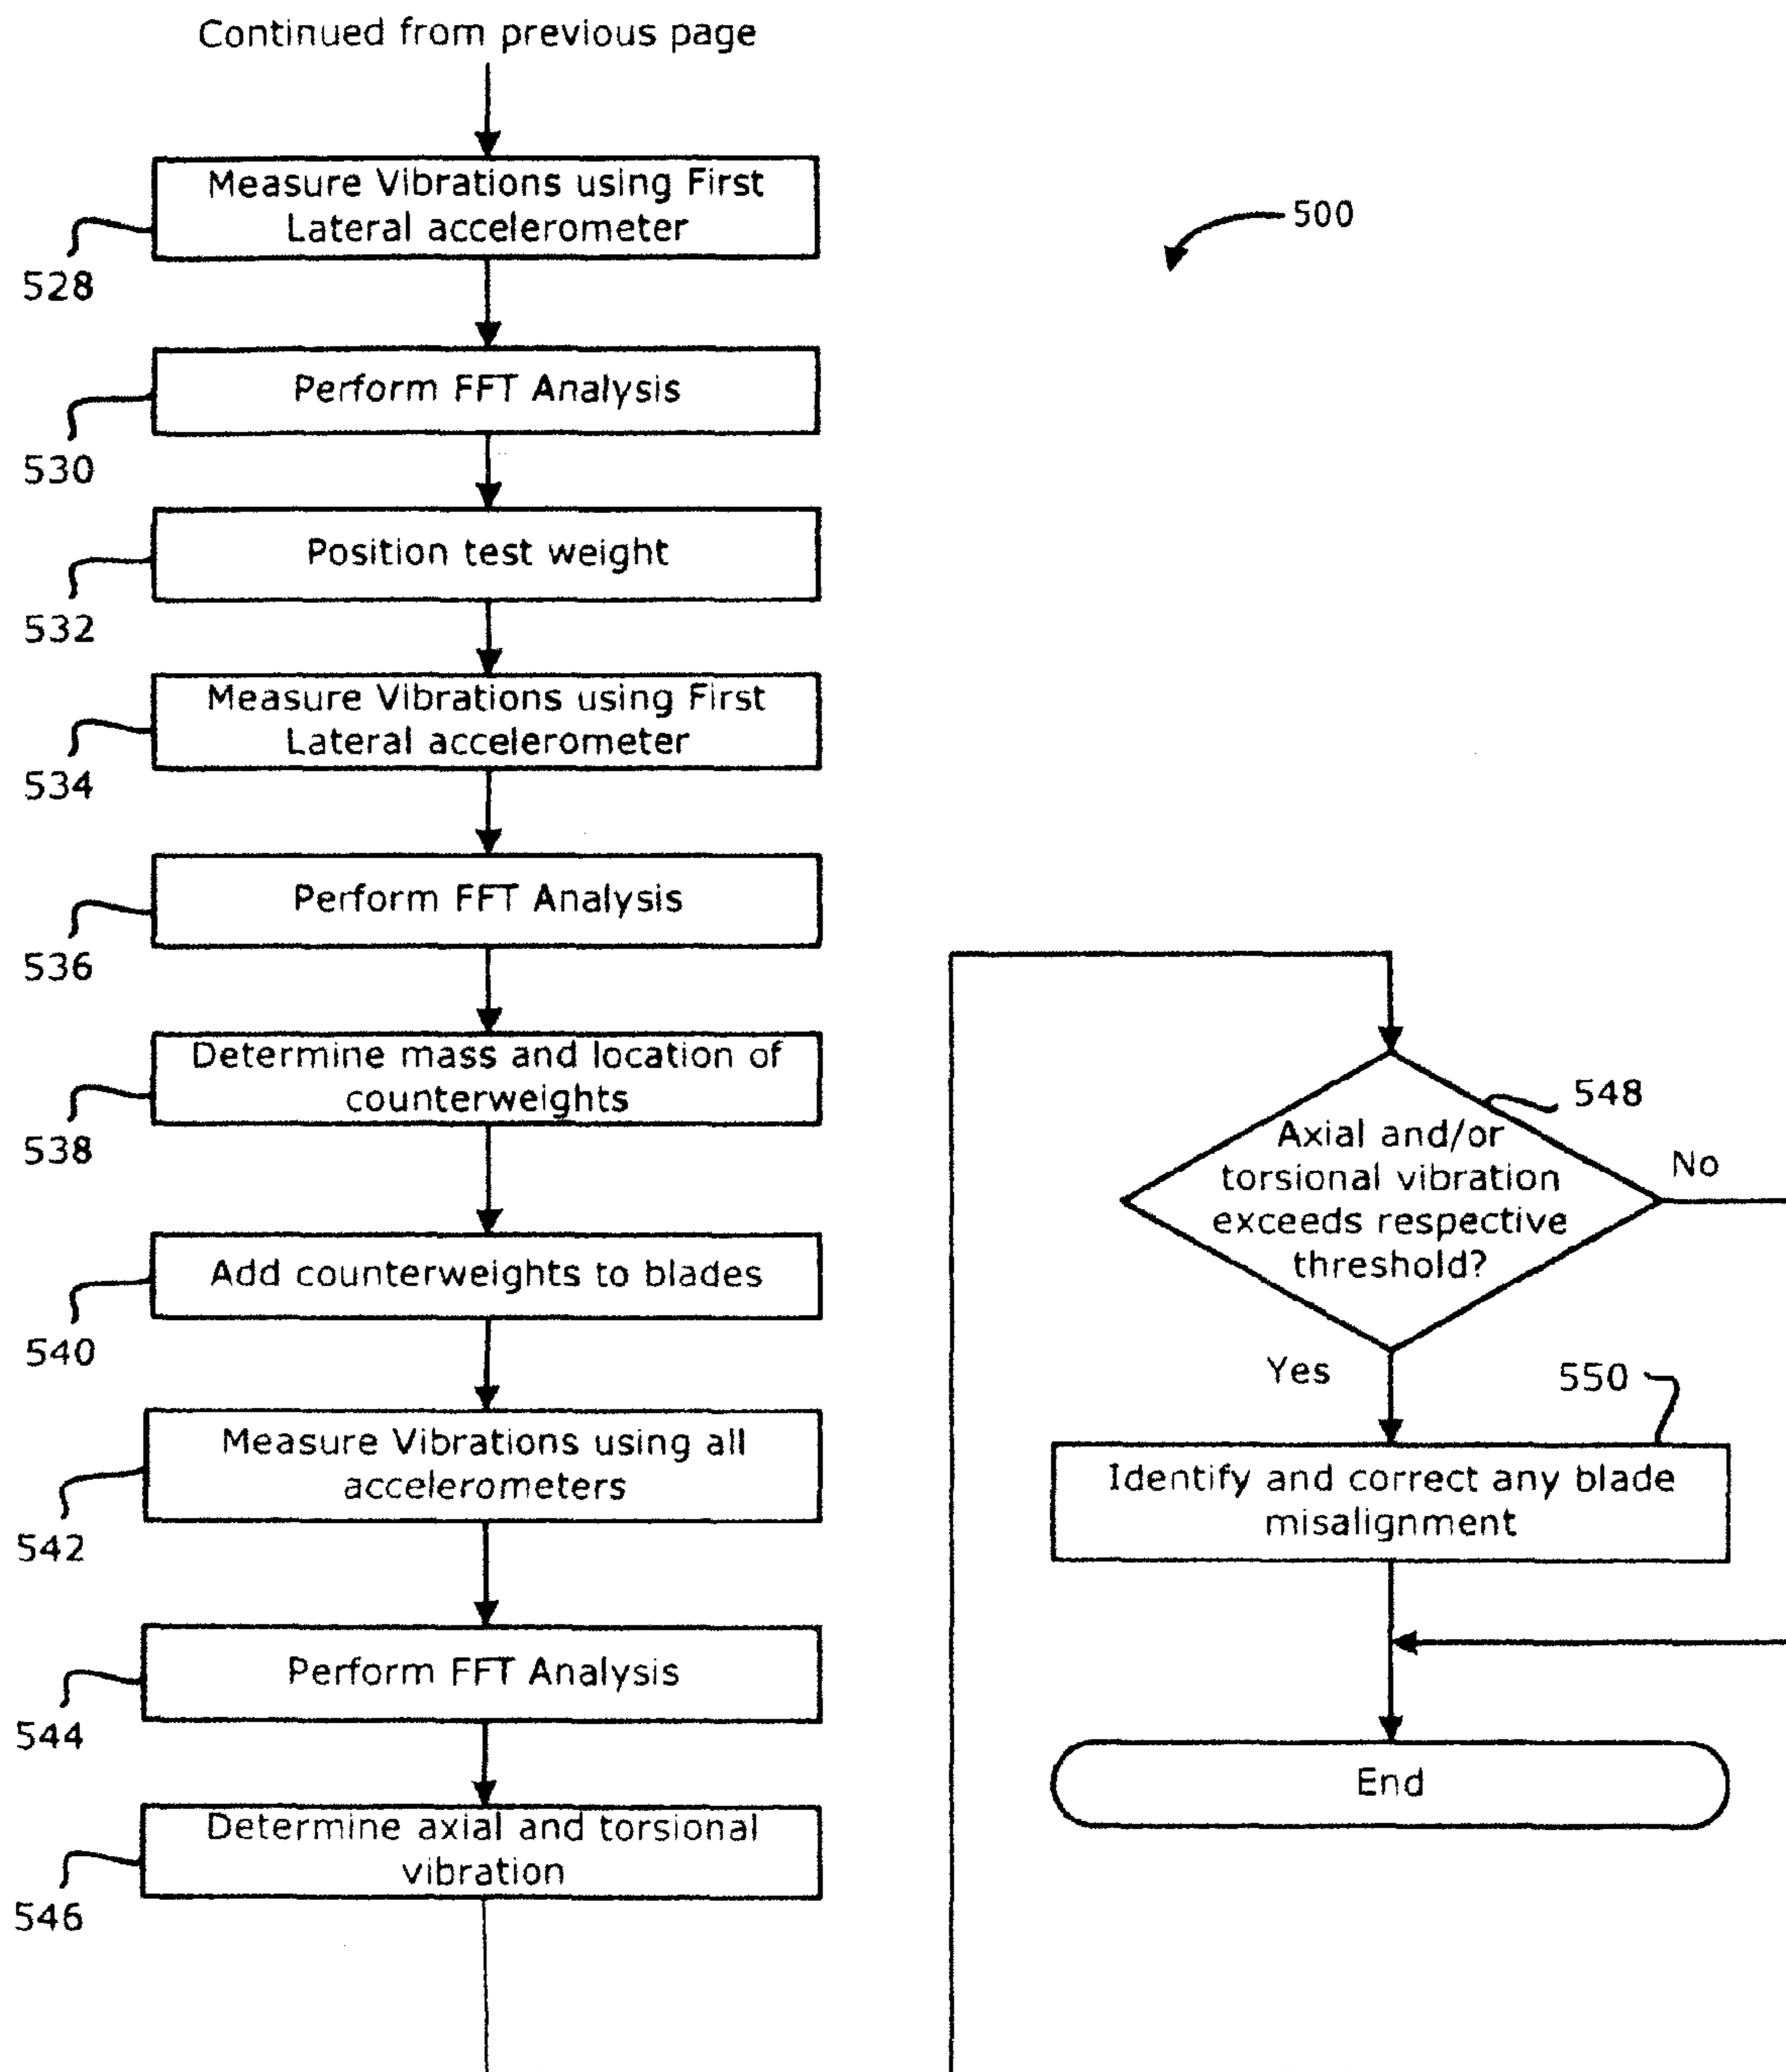 Continued from previous page
Measure Vibrations using First
Lateral accelerometer
528
500
Perform FFT Analysis
530
Position test weight
532
Measure Vibrations using First
Lateral accelerometer
534
Perform FFT Analysis
536
Determine mass and location of
counterweights
538
Add counterweights to blades
540
Measure Vibrations using all
accelerometers
542
Perform FFT Analysis
544
Determine axial and torsional
vibration
546
548
Axial and/or
torsional vibration
exceeds respective
threshold?
No
Yes
550
Identify and correct any blade
misalignment
End